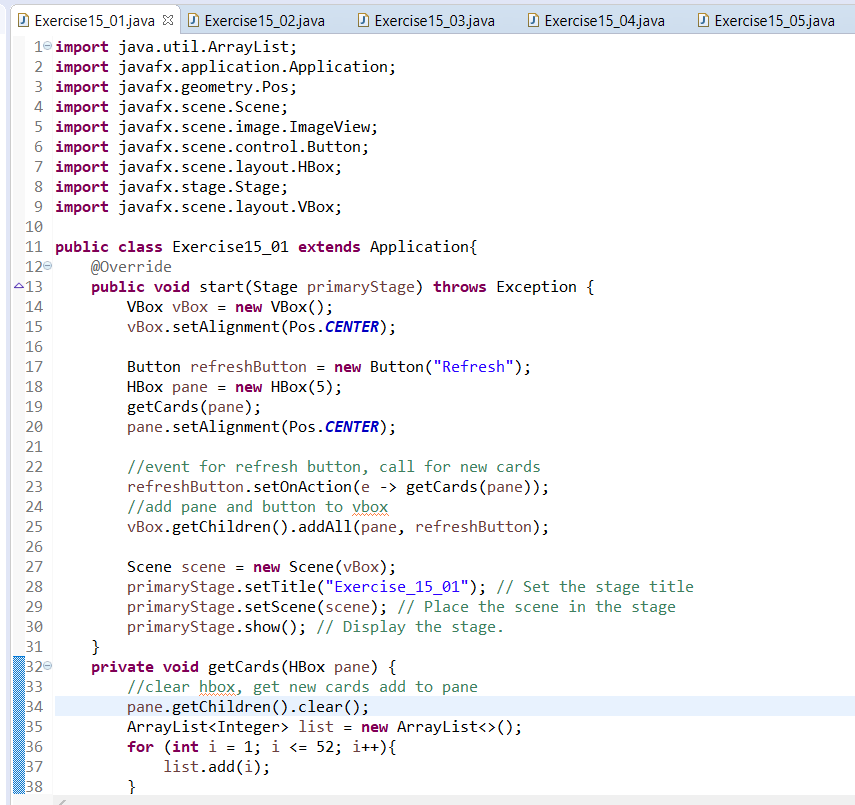 Exercise15_01.java Exercise15_02.java Exercise15_03.java Exercise15_04.java Exercise15_05.java
1 import java.util.ArrayList;
2 import javafx.application.Application;
3 import javafx.geometry.Pos;
4 import javafx.scene.Scene;
5 import javafx.scene.image.ImageView;
6 import javafx.scene.control.Button;
7 import javafx.scene.layout.HBox;
8 import javafx.stage.Stage;
9 import javafx.scene.layout.VBox;
10
11 public class Exercise15_01 extends Application{
12     @Override
13     public void start(Stage primaryStage) throws Exception {
14         VBox vBox = new VBox();
15         vBox.setAlignment(Pos.CENTER);
16
17         Button refreshButton = new Button("Refresh");
18         HBox pane = new HBox(5);
19         getCards(pane);
20         pane.setAlignment(Pos.CENTER);
21
22         //event for refresh button, call for new cards
23         refreshButton.setOnAction(e -> getCards(pane));
24         //add pane and button to vbox
25         vBox.getChildren().addAll(pane, refreshButton);
26
27         Scene scene = new Scene(vBox);
28         primaryStage.setTitle("Exercise_15_01"); // Set the stage title
29         primaryStage.setScene(scene); // Place the scene in the stage
30         primaryStage.show(); // Display the stage.
31     }
32     private void getCards(HBox pane) {
33         //clear hbox, get new cards add to pane
34         pane.getChildren().clear();
35         ArrayList<Integer> list = new ArrayList<>();
36         for (int i = 1; i <= 52; i++){
37             list.add(i);
38         }